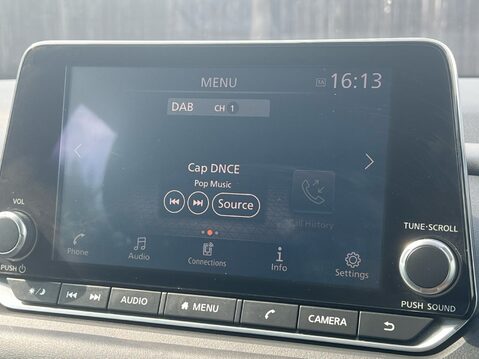 MENU
16:13
DAB CH 1
Cap DNCE
Pop Music
Source
Call History
Phone
Audio
Connections
Info
Settings
VOL
PUSH
TUNE·SCROLL
PUSH SOUND
AUDIO
MENU
CAMERA